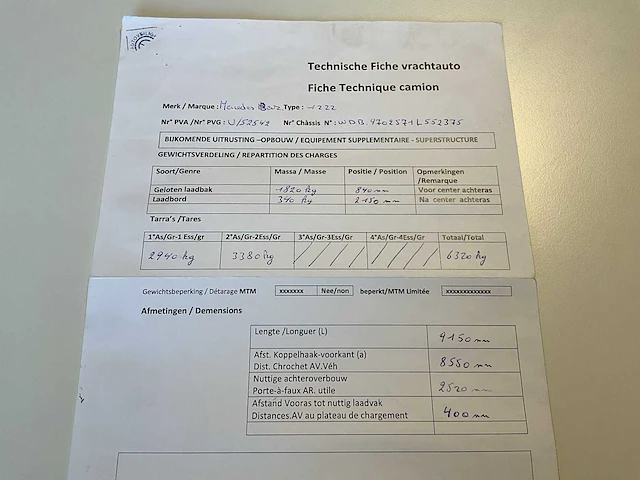 Technische Fiche vrachtauto
Fiche Technique camion
Merk / Marque : Mercedes Benz Type : 1222
Nr° PVA /Nr° PVG : U/52542 Nr° Châssis N° : WDB.9702571L552375
BIJKOMENDE UITRUSTING –OPBOUW / EQUIPEMENT SUPPLEMENTAIRE - SUPERSTRUCTURE
GEWICHTSVERDELING / REPARTITION DES CHARGES
Soort/Genre Massa / Masse Positie / Position Opmerkingen /Remarque
Geloten laadbak 1820 kg 840 mm Voor center achteras
Laadbord 340 kg 2150 mm Na center achteras
Tarra's /Tares
1°As/Gr-1 Ess/gr 2°As/Gr-2Ess/Gr 3°As/Gr-3Ess/Gr 4°As/Gr-4Ess/Gr Totaal/Total
2940 kg 3380 kg 6320 kg
Gewichtsbeperking / Détarage MTM xxxxxxx Nee/non beperkt/MTM Limitée xxxxxxxxxxxxx
Afmetingen / Demensions
Lengte /Longuer (L) 9150 mm
Afst. Koppelhaak-voorkant (a)
Dist. Chrochet AV.Véh 8550 mm
Nuttige achteroverbouw
Porte-à-faux AR. utile 2520 mm
Afstand Vooras tot nuttig laadvak
Distances.AV au plateau de chargement 400 mm